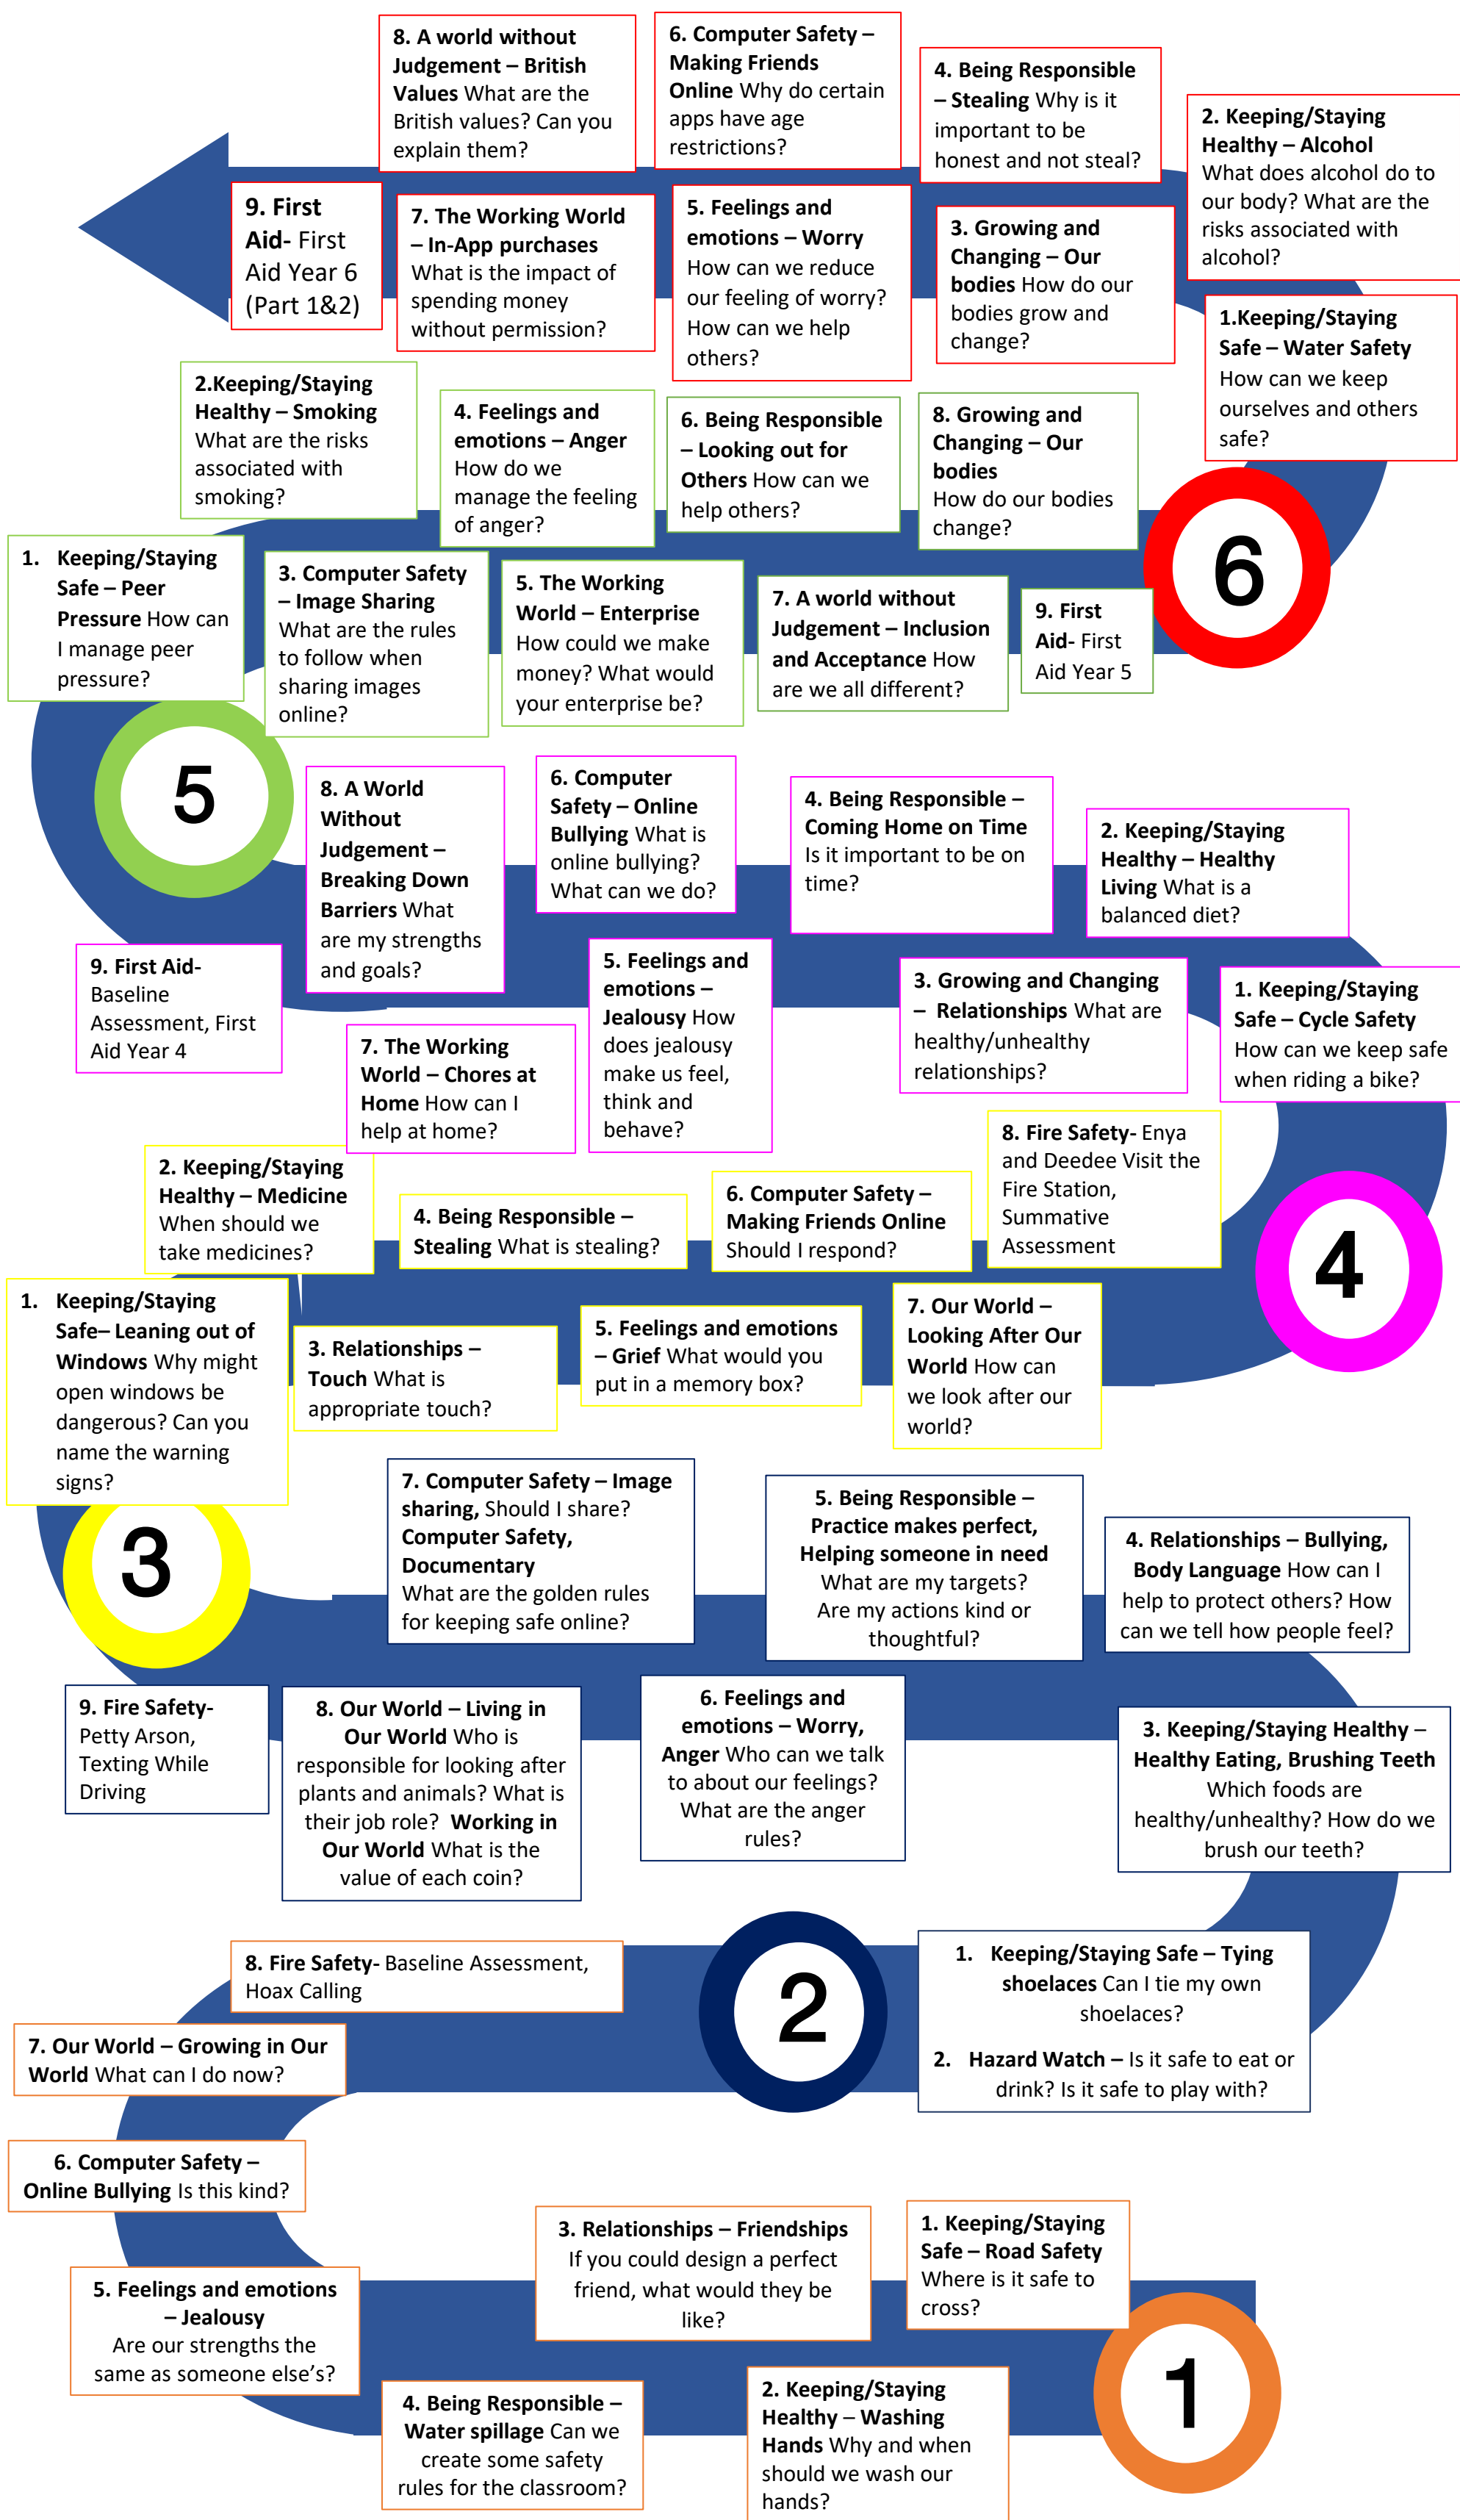 8. A world without
Judgement – British
Values What are the
British values? Can you
explain them?
6. Computer Safety –
Making Friends
Online Why do certain
apps have age
restrictions?
4. Being Responsible
– Stealing Why is it
important to be
honest and not steal?
2. Keeping/Staying
Healthy – Alcohol
What does alcohol do to
our body? What are the
risks associated with
alcohol?
9. First
Aid- First
Aid Year 6
(Part 1&2)
7. The Working World
– In-App purchases
What is the impact of
spending money
without permission?
5. Feelings and
emotions – Worry
How can we reduce
our feeling of worry?
How can we help
others?
3. Growing and
Changing – Our
bodies How do our
bodies grow and
change?
1.Keeping/Staying
Safe – Water Safety
How can we keep
ourselves and others
safe?
2.Keeping/Staying
Healthy – Smoking
What are the risks
associated with
smoking?
4. Feelings and
emotions – Anger
How do we
manage the feeling
of anger?
6. Being Responsible
– Looking out for
Others How can we
help others?
8. Growing and
Changing – Our
bodies
How do our bodies
change?
6
1. Keeping/Staying
Safe – Peer
Pressure How can
I manage peer
pressure?
3. Computer Safety
– Image Sharing
What are the rules
to follow when
sharing images
online?
5. The Working
World – Enterprise
How could we make
money? What would
your enterprise be?
7. A world without
Judgement – Inclusion
and Acceptance How
are we all different?
9. First
Aid- First
Aid Year 5
5
8. A World
Without
Judgement –
Breaking Down
Barriers What
are my strengths
and goals?
6. Computer
Safety – Online
Bullying What is
online bullying?
What can we do?
4. Being Responsible –
Coming Home on Time
Is it important to be on
time?
2. Keeping/Staying
Healthy – Healthy
Living What is a
balanced diet?
9. First Aid-
Baseline
Assessment, First
Aid Year 4
7. The Working
World – Chores at
Home How can I
help at home?
5. Feelings and
emotions –
Jealousy How
does jealousy
make us feel,
think and
behave?
3. Growing and Changing
– Relationships What are
healthy/unhealthy
relationships?
1. Keeping/Staying
Safe – Cycle Safety
How can we keep safe
when riding a bike?
2. Keeping/Staying
Healthy – Medicine
When should we
take medicines?
4. Being Responsible –
Stealing What is stealing?
6. Computer Safety –
Making Friends Online
Should I respond?
8. Fire Safety- Enya
and Deedee Visit the
Fire Station,
Summative
Assessment
4
1. Keeping/Staying
Safe– Leaning out of
Windows Why might
open windows be
dangerous? Can you
name the warning
signs?
3. Relationships –
Touch What is
appropriate touch?
5. Feelings and emotions
– Grief What would you
put in a memory box?
7. Our World –
Looking After Our
World How can
we look after our
world?
3
7. Computer Safety – Image
sharing, Should I share?
Computer Safety,
Documentary
What are the golden rules
for keeping safe online?
5. Being Responsible –
Practice makes perfect,
Helping someone in need
What are my targets?
Are my actions kind or
thoughtful?
4. Relationships – Bullying,
Body Language How can I
help to protect others? How
can we tell how people feel?
9. Fire Safety-
Petty Arson,
Texting While
Driving
8. Our World – Living in
Our World Who is
responsible for looking after
plants and animals? What is
their job role? Working in
Our World What is the
value of each coin?
6. Feelings and
emotions – Worry,
Anger Who can we talk
to about our feelings?
What are the anger
rules?
3. Keeping/Staying Healthy –
Healthy Eating, Brushing Teeth
Which foods are
healthy/unhealthy? How do we
brush our teeth?
8. Fire Safety- Baseline Assessment,
Hoax Calling
2
1. Keeping/Staying Safe – Tying
shoelaces Can I tie my own
shoelaces?
2. Hazard Watch – Is it safe to eat or
drink? Is it safe to play with?
7. Our World – Growing in Our
World What can I do now?
6. Computer Safety –
Online Bullying Is this kind?
3. Relationships – Friendships
If you could design a perfect
friend, what would they be
like?
1. Keeping/Staying
Safe – Road Safety
Where is it safe to
cross?
5. Feelings and emotions
– Jealousy
Are our strengths the
same as someone else's?
4. Being Responsible –
Water spillage Can we
create some safety
rules for the classroom?
2. Keeping/Staying
Healthy – Washing
Hands Why and when
should we wash our
hands?
1